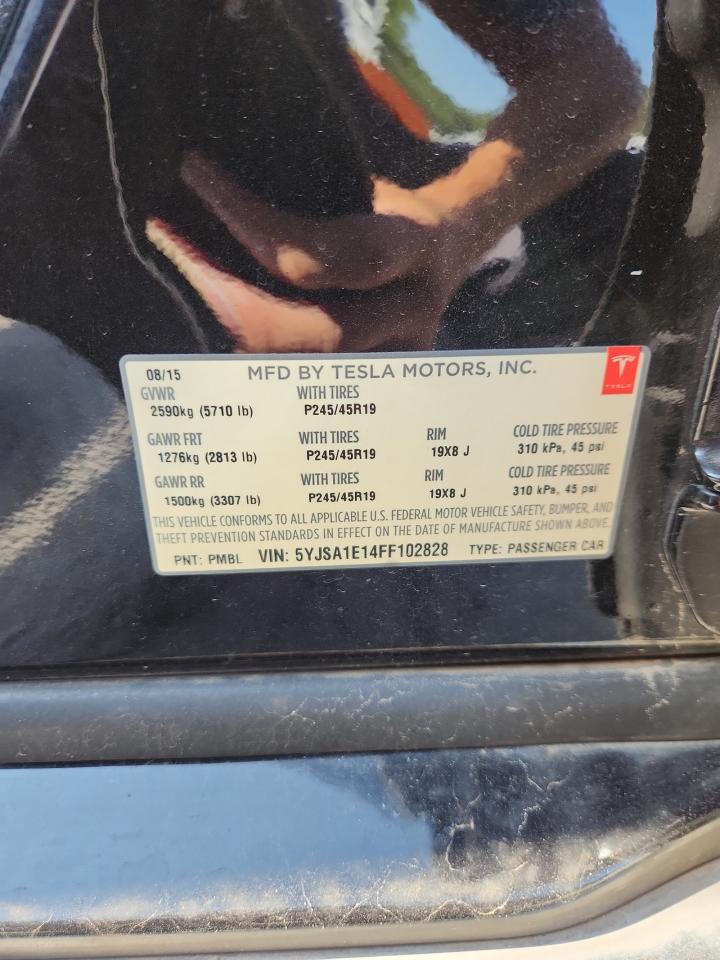 08/15 MFD BY TESLA MOTORS, INC.
TESLA
GVWR WITH TIRES
2590kg (5710 lb) P245/45R19
GAWR FRT WITH TIRES RIM COLD TIRE PRESSURE
1276kg (2813 lb) P245/45R19 19X8 J 310 kPa, 45 psi
GAWR RR WITH TIRES RIM COLD TIRE PRESSURE
1500kg (3307 lb) P245/45R19 19X8 J 310 kPa, 45 psi
THIS VEHICLE CONFORMS TO ALL APPLICABLE U.S. FEDERAL MOTOR VEHICLE SAFETY, BUMPER, AND
THEFT PREVENTION STANDARDS IN EFFECT ON THE DATE OF MANUFACTURE SHOWN ABOVE.
PNT: PMBL VIN: 5YJSA1E14FF102828 TYPE: PASSENGER CAR